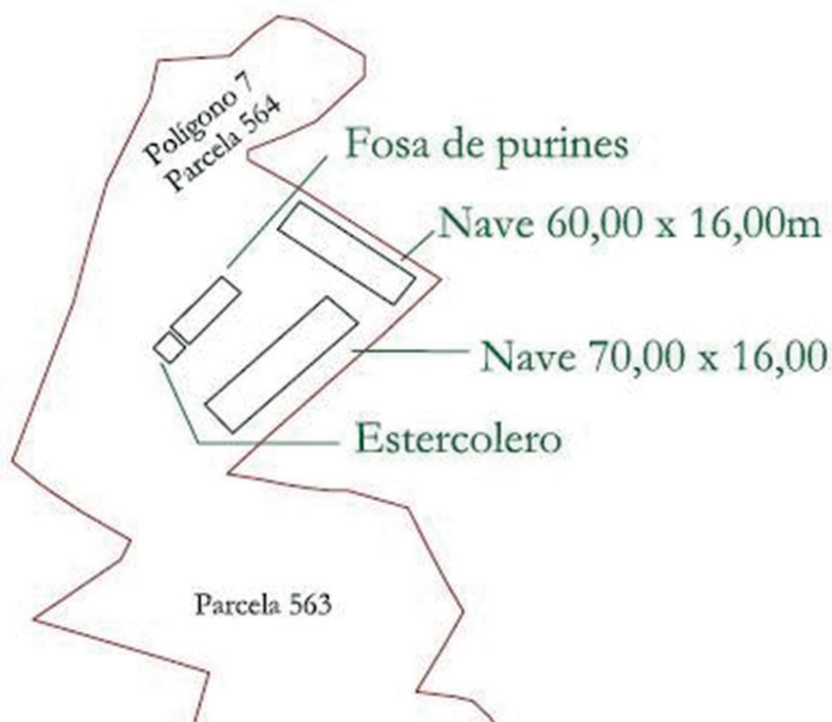 Polígono 7
Parcela 564
Fosa de purines
Nave 60,00 x 16,00m
Nave 70,00 x 16,00
Estercolero
Parcela 563